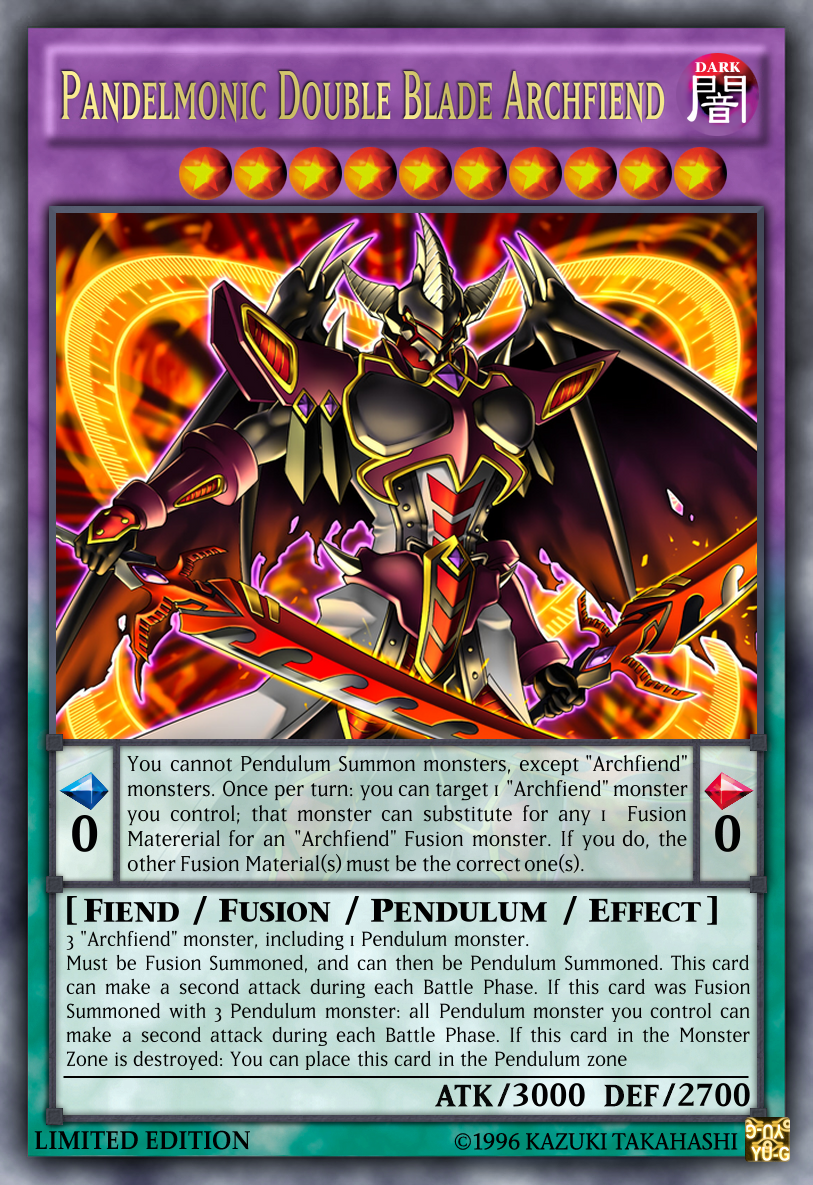 Pandelmonic Double Blade Archfiend
DARK
闇
You cannot Pendulum Summon monsters, except "Archfiend"
monsters. Once per turn: you can target 1 "Archfiend" monster
you control; that monster can substitute for any 1 Fusion
Matererial for an "Archfiend" Fusion monster. If you do, the
other Fusion Material(s) must be the correct one(s).
0
0
[ Fiend / Fusion / Pendulum / Effect ]
3 "Archfiend" monster, including 1 Pendulum monster.
Must be Fusion Summoned, and can then be Pendulum Summoned. This card
can make a second attack during each Battle Phase. If this card was Fusion
Summoned with 3 Pendulum monster: all Pendulum monster you control can
make a second attack during each Battle Phase. If this card in the Monster
Zone is destroyed: You can place this card in the Pendulum zone
ATK/3000 DEF/2700
LIMITED EDITION
©1996 KAZUKI TAKAHASHI